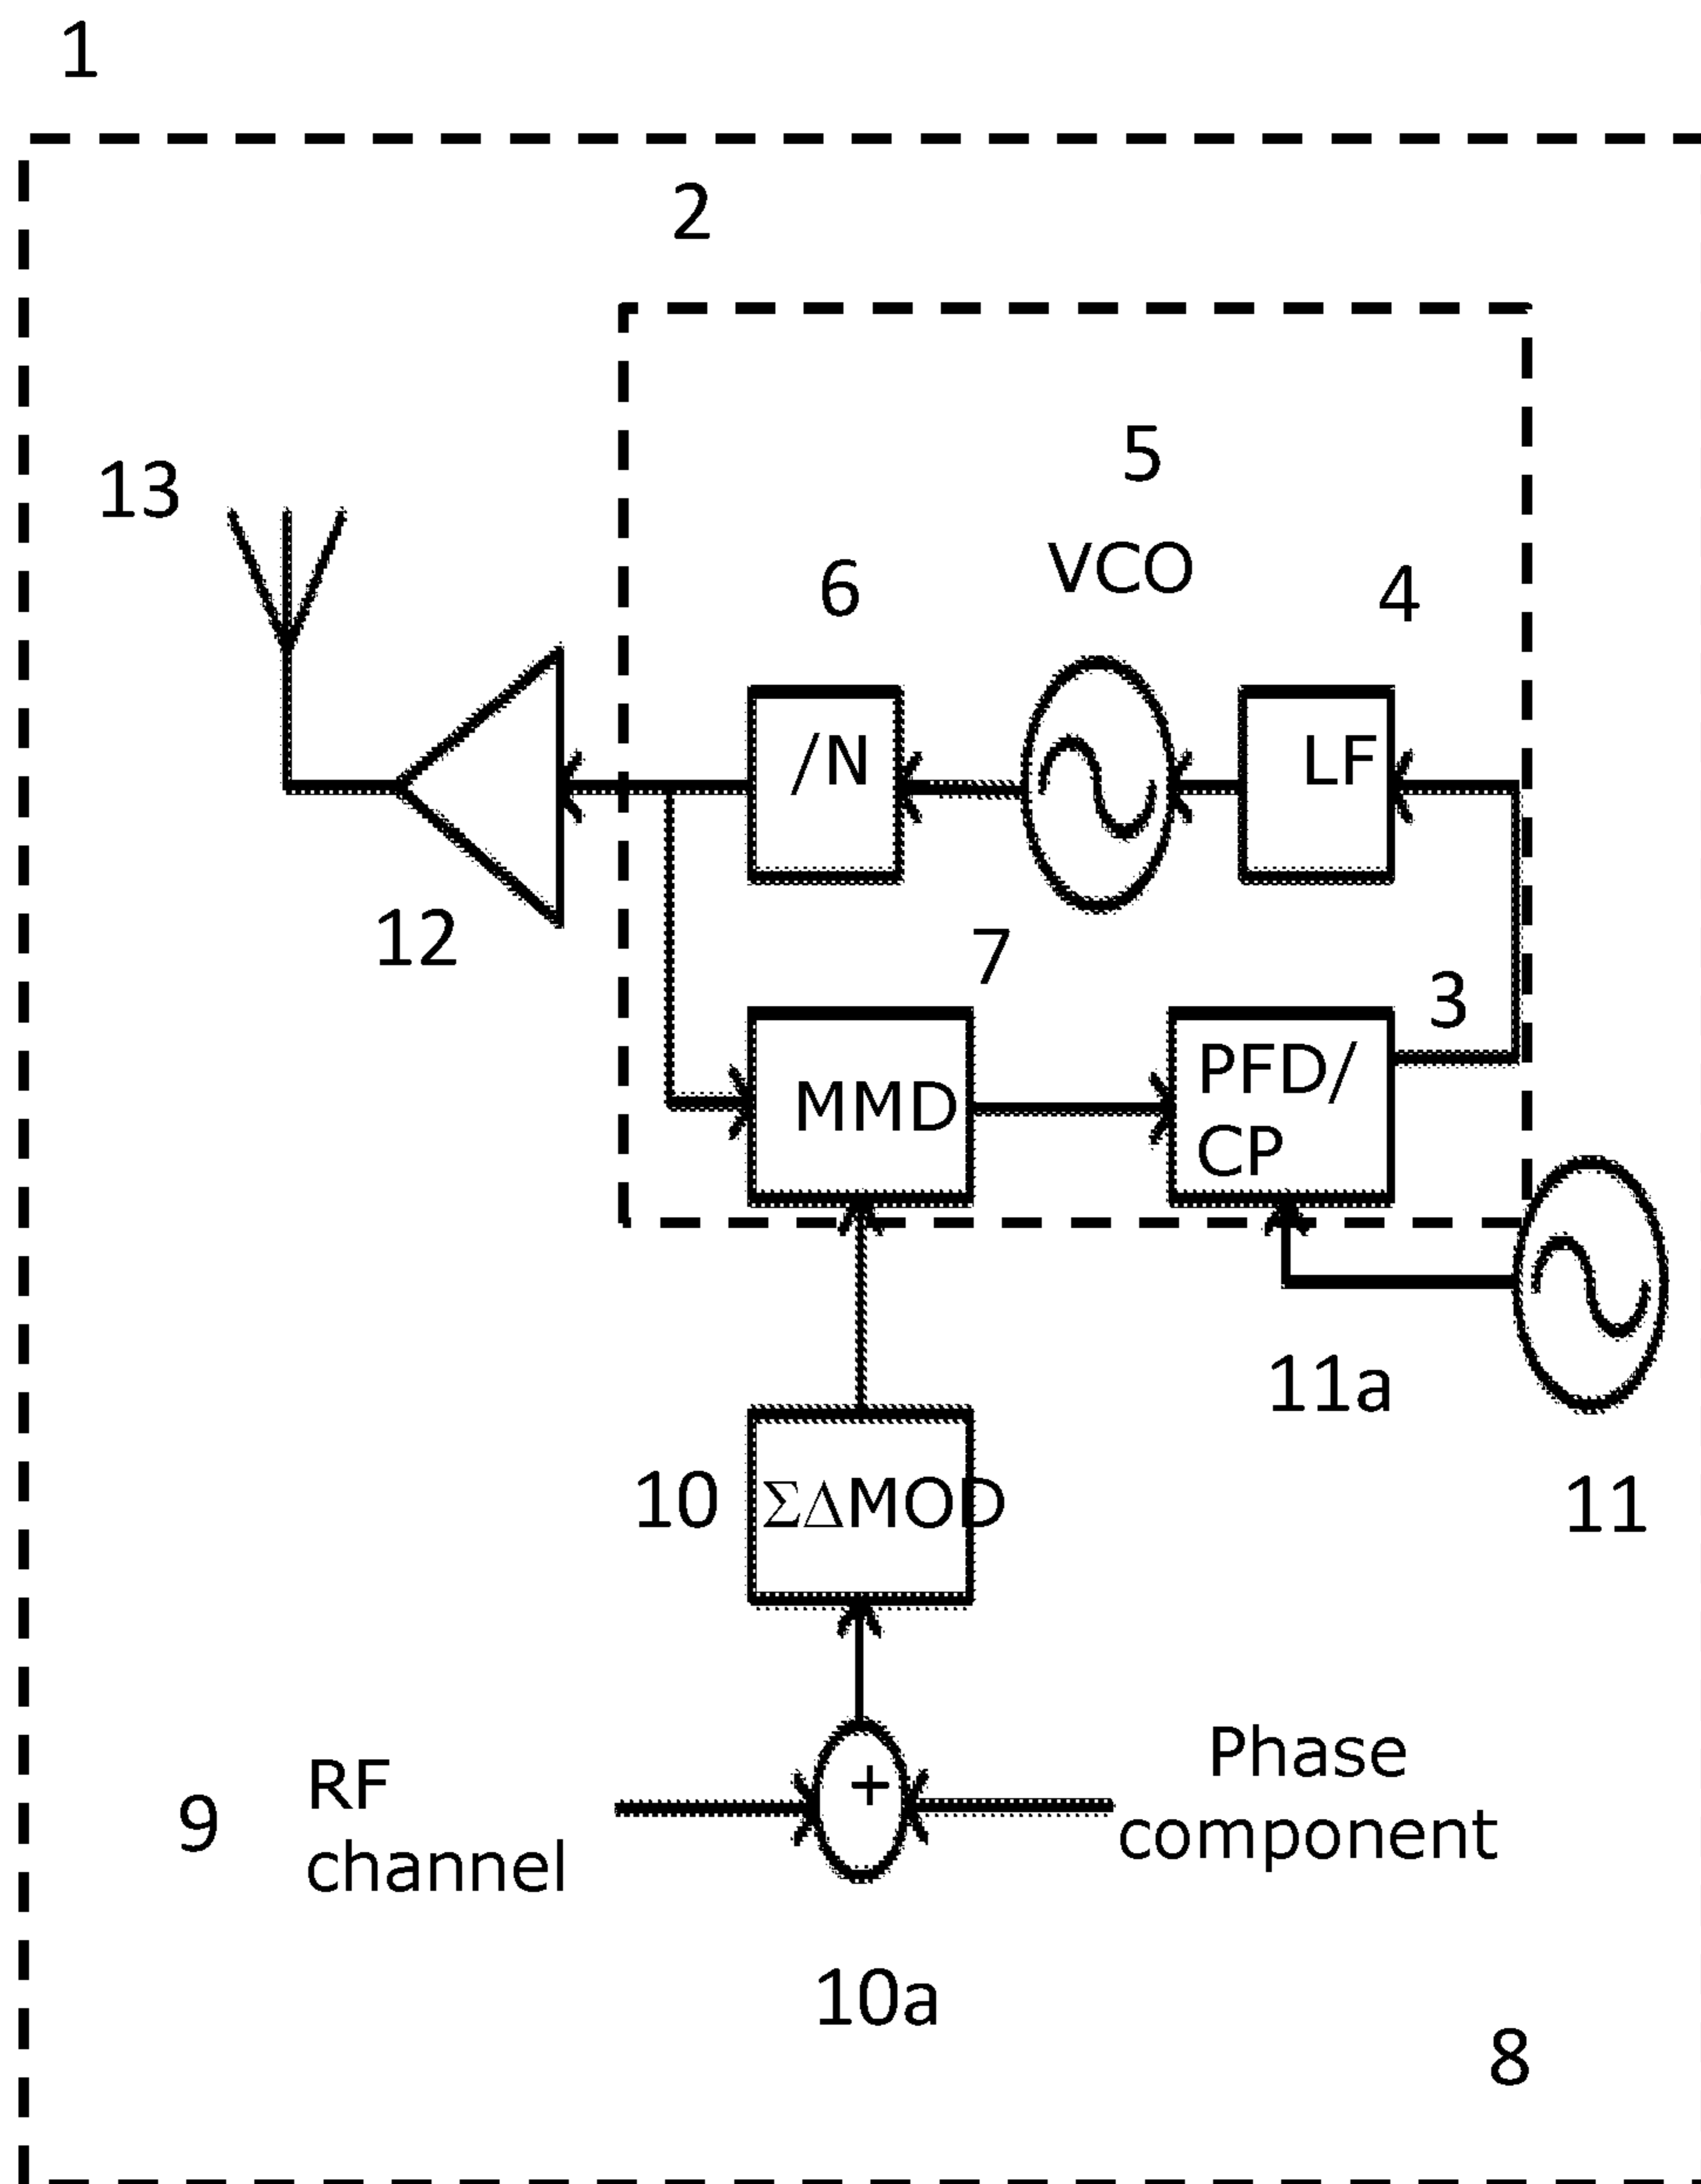 1
2
5
13
VCO
6
4
/N
LF
12
7
3
PFD/
CP
MMD
11a
10
ΣΔMOD
11
RF
channel
9
+
Phase
component
10a
8